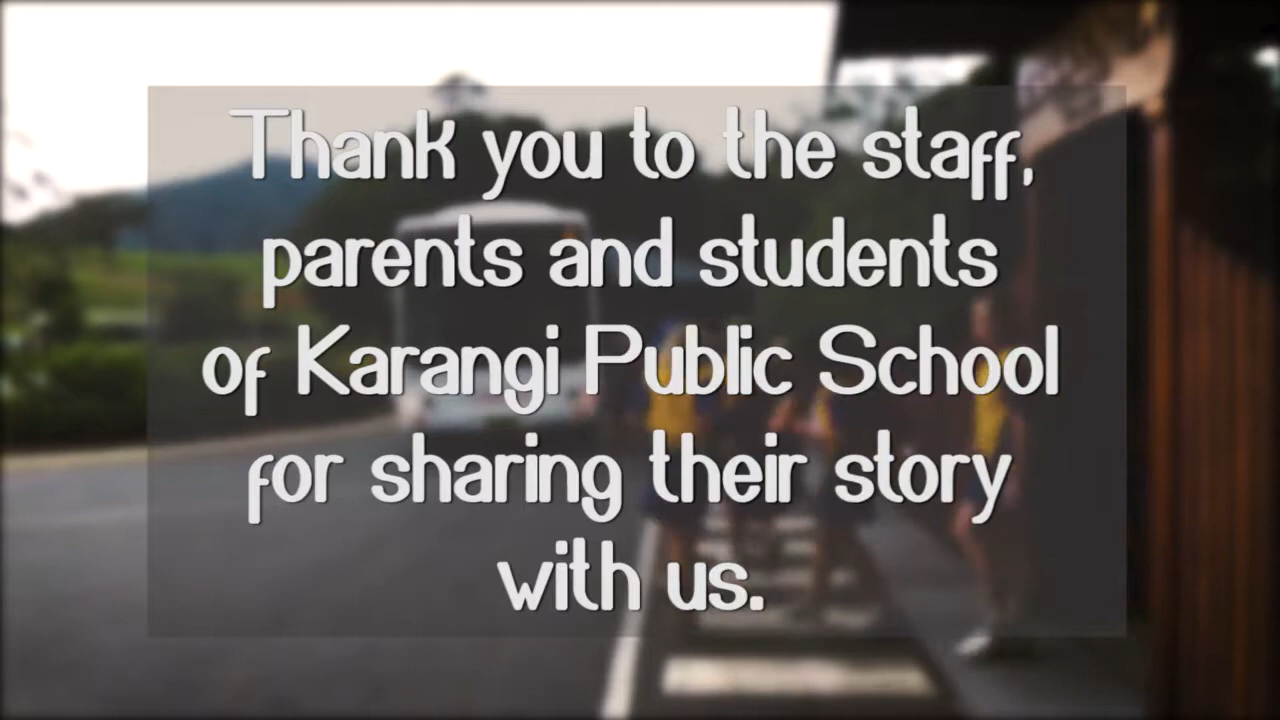 Thank you to the staff,
parents and students
of Karangi Public School
for sharing their story
with us.